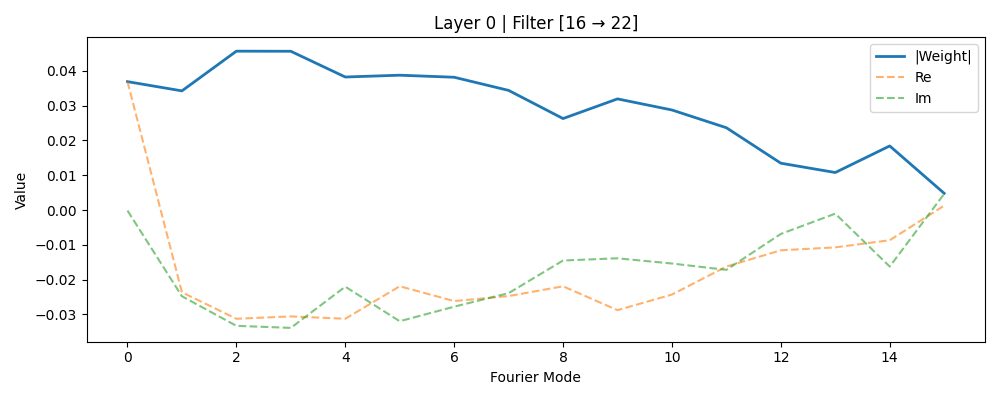 Layer 0 | Filter [16 → 22]
|Weight|
Re
Im
0.04
0.03
0.02
0.01
0.00
−0.01
−0.02
−0.03
Value
0 2 4 6 8 10 12 14
Fourier Mode